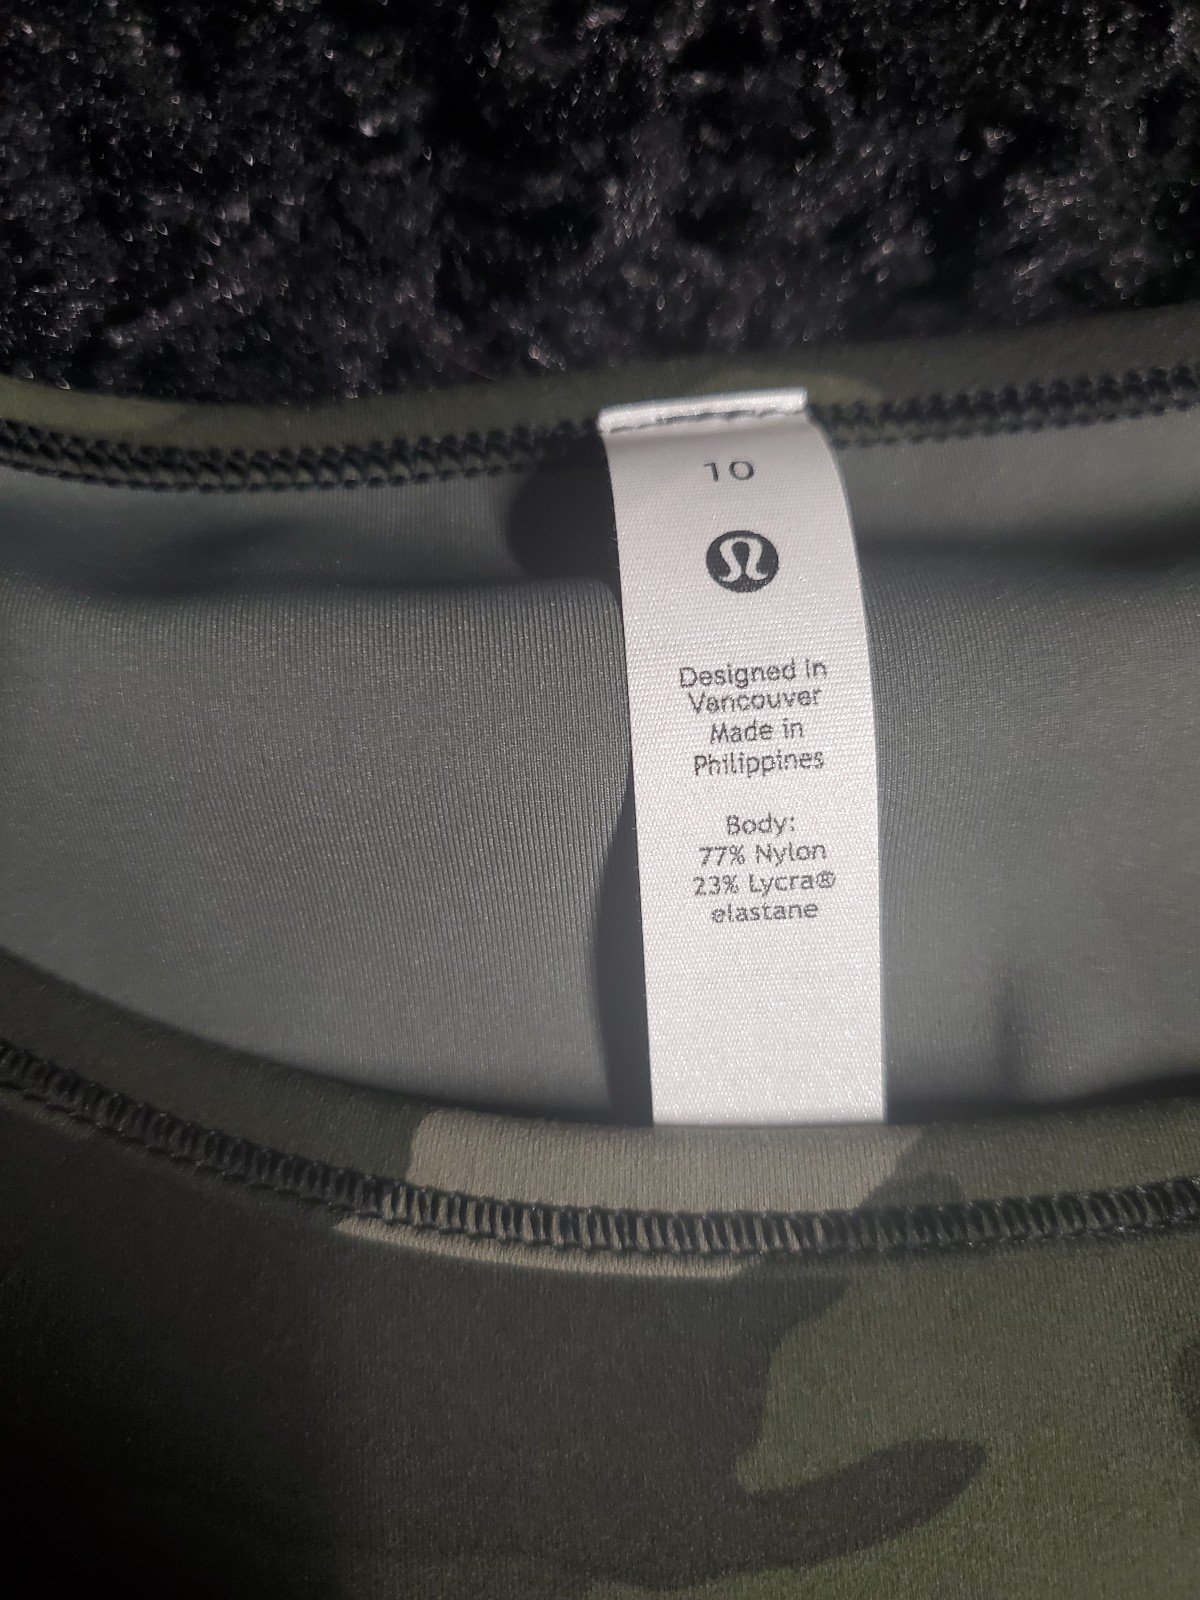 10
Designed in
Vancouver
Made in
Philippines
Body:
77% Nylon
23% Lycra®
elastane